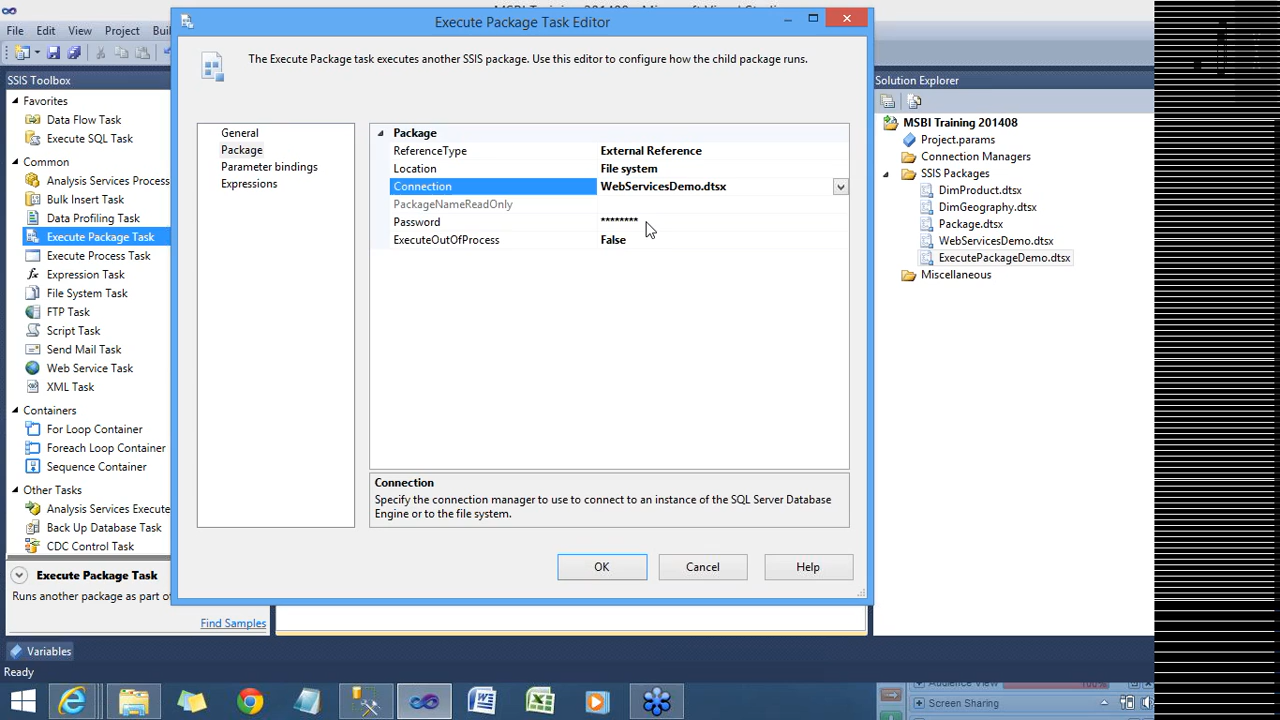 Execute Package Task Editor
File Edit View Project
The Execute Package task executes another SSIS package. Use this editor to configure how the child package runs.
SSIS Toolbox
Favorites
Data Flow Task
Execute SQL Task
Common
Analysis Services Process
Bulk Insert Task
Data Profiling Task
Execute Package Task
Execute Process Task
Expression Task
File System Task
FTP Task
Script Task
Send Mail Task
Web Service Task
XML Task
Containers
For Loop Container
Foreach Loop Container
Sequence Container
Other Tasks
Analysis Services Execute
Back Up Database Task
CDC Control Task
Execute Package Task
Runs another package as part of
Find Samples
General
Package
Parameter bindings
Expressions
Package
ReferenceType External Reference
Location File system
Connection WebServicesDemo.dtsx
PackageNameReadOnly
Password ********
ExecuteOutOfProcess False
Connection
Specify the connection manager to use to connect to an instance of the SQL Server Database
Engine or to the file system.
OK Cancel Help
Solution Explorer
MSBI Training 201408
Project.params
Connection Managers
SSIS Packages
DimProduct.dtsx
DimGeography.dtsx
Package.dtsx
WebServicesDemo.dtsx
ExecutePackageDemo.dtsx
Miscellaneous
Variables
Ready
Audience View
Screen Sharing